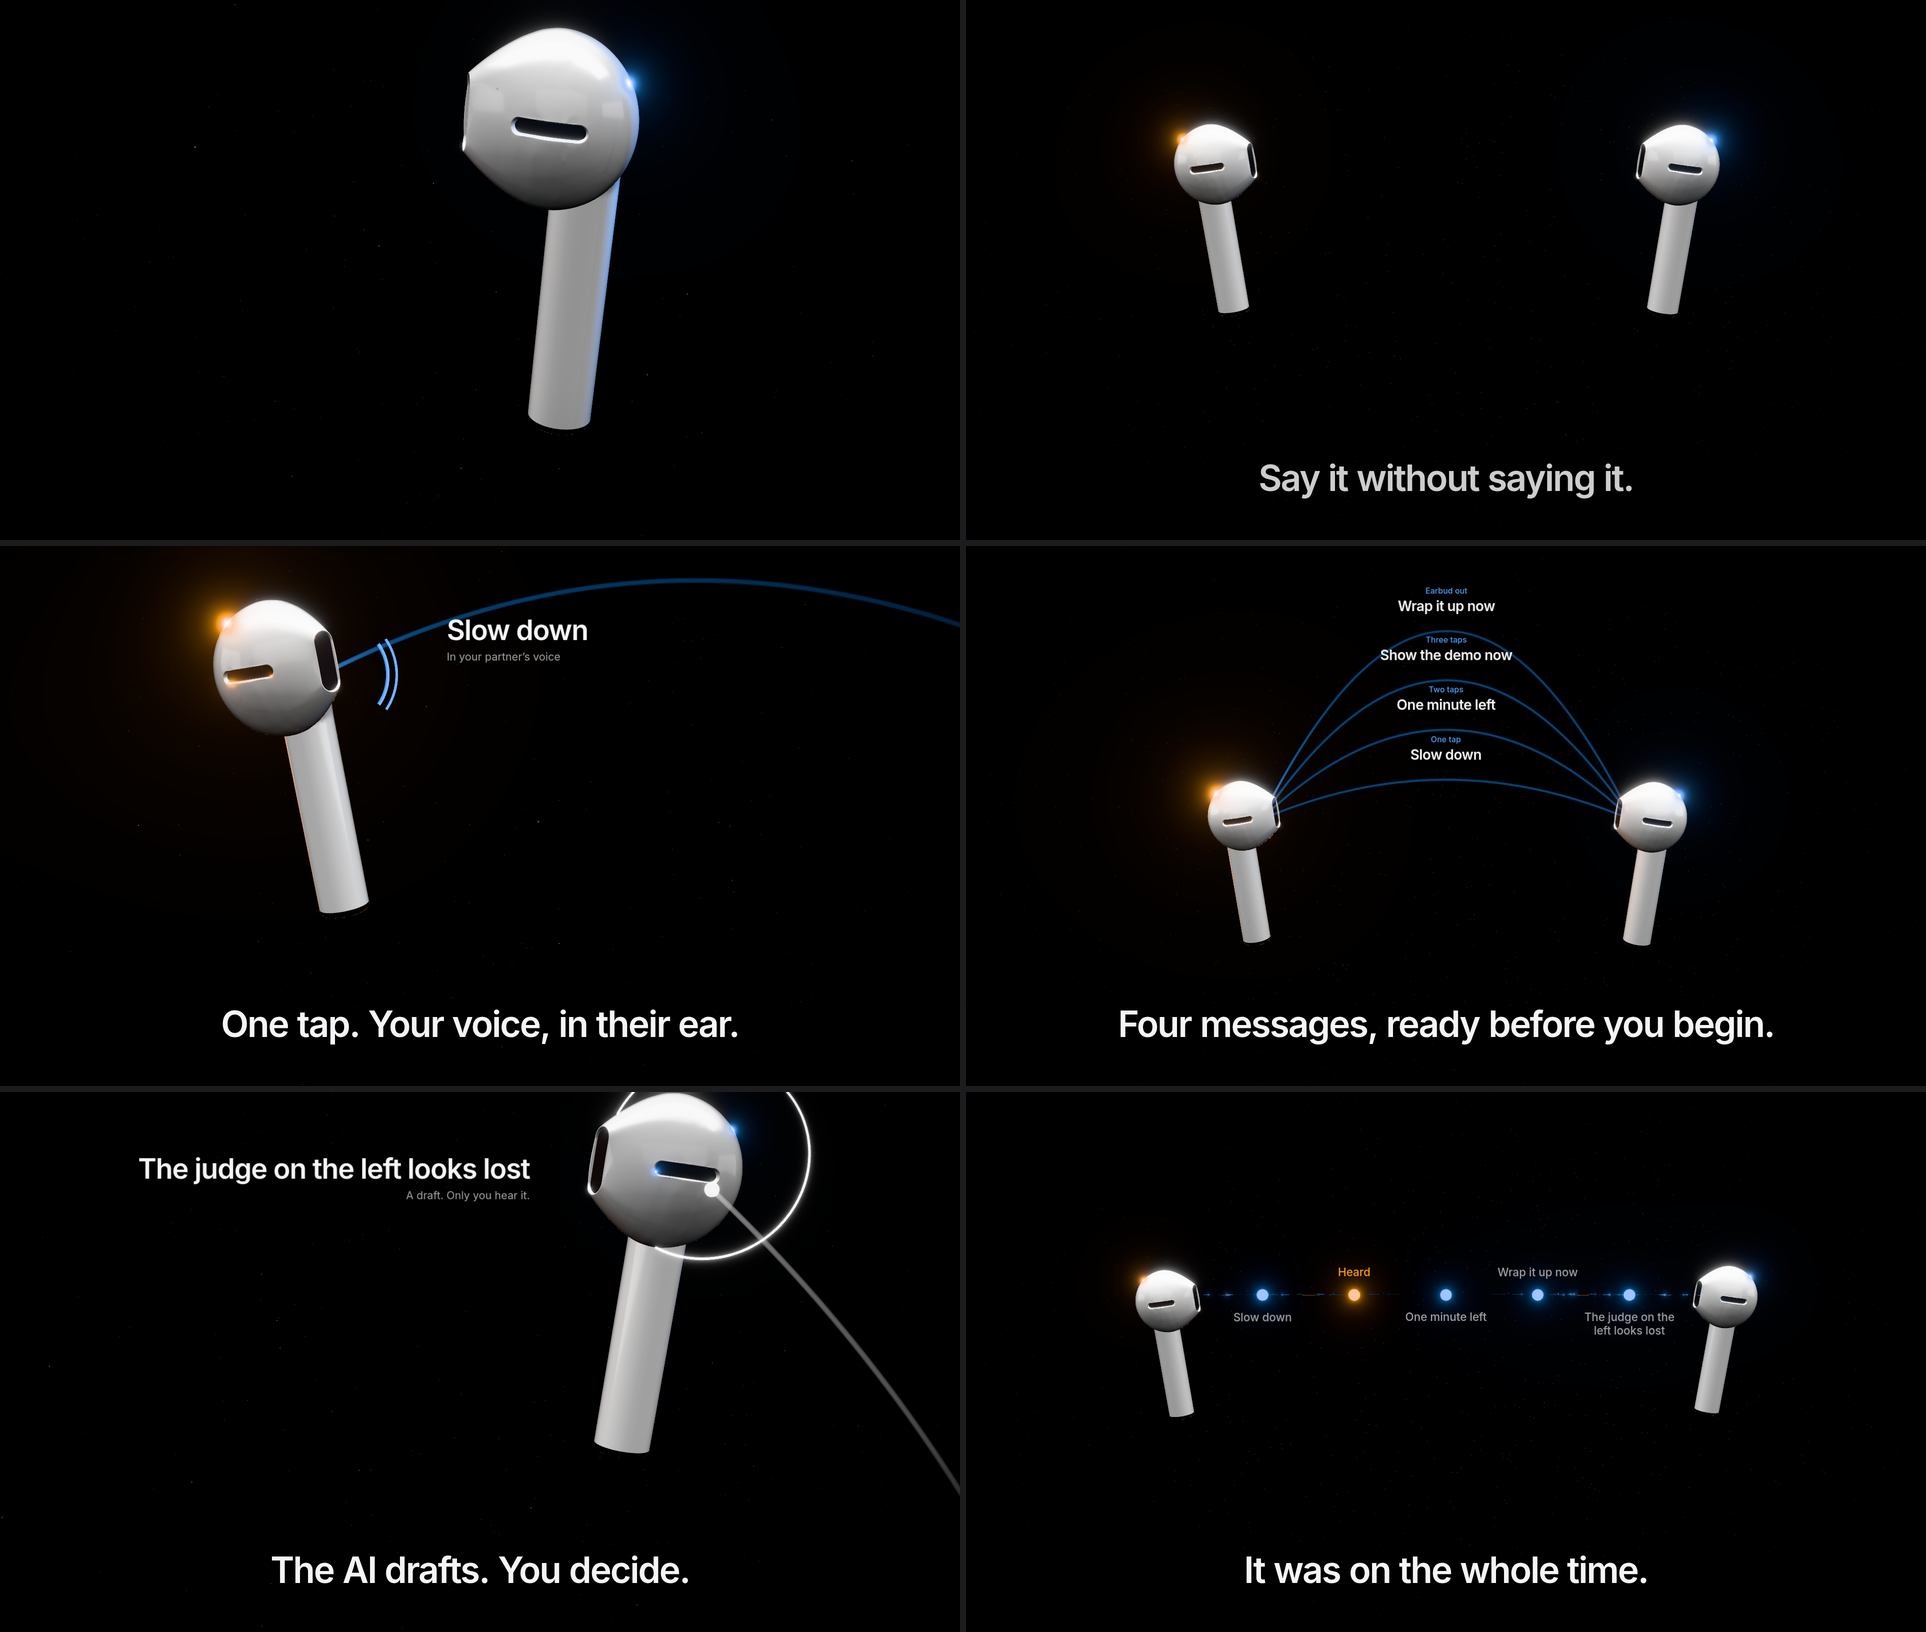 Say it without saying it.
Slow down
In your partner's voice
One tap. Your voice, in their ear.
Earbud out
Wrap it up now
Three taps
Show the demo now
Two taps
One minute left
One tap
Slow down
Four messages, ready before you begin.
The judge on the left looks lost
A draft. Only you hear it.
The AI drafts. You decide.
Heard
Wrap it up now
Slow down
One minute left
The judge on the
left looks lost
It was on the whole time.